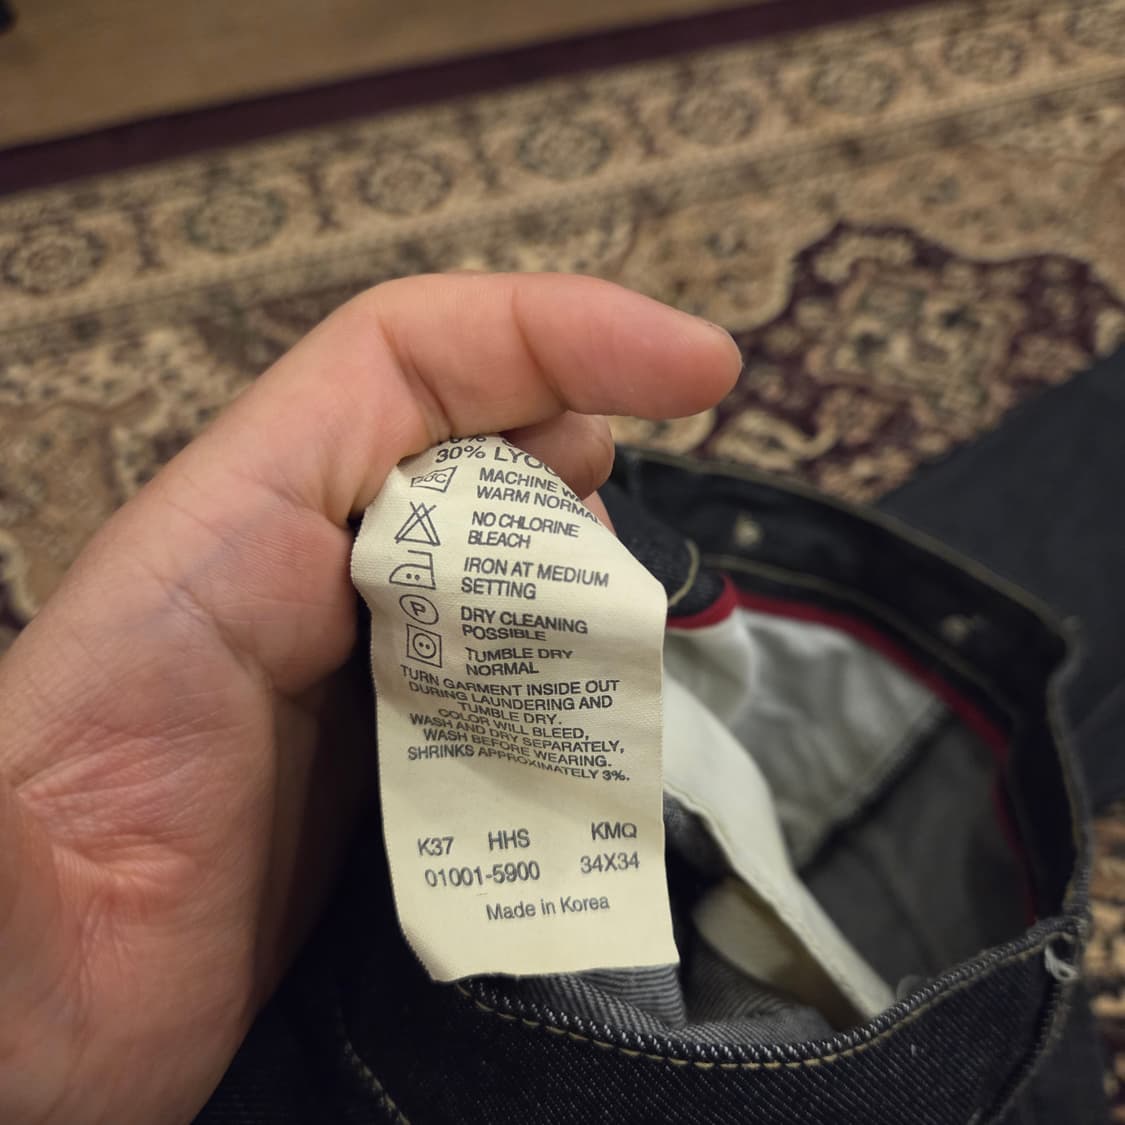 30%
MACHINE
WARM NORMAL
NO CHLORINE
BLEACH
IRON AT MEDIUM
SETTING
P
DRY CLEANING
POSSIBLE
TUMBLE DRY
NORMAL
TURN GARMENT INSIDE OUT
DURING LAUNDERING AND
TUMBLE DRY.
COLOR WILL BLEED,
WASH AND DRY SEPARATELY,
WASH BEFORE WEARING.
SHRINKS APPROXIMATELY 3%.
K37 HHS KMQ
01001-5900 34X34
Made in Korea